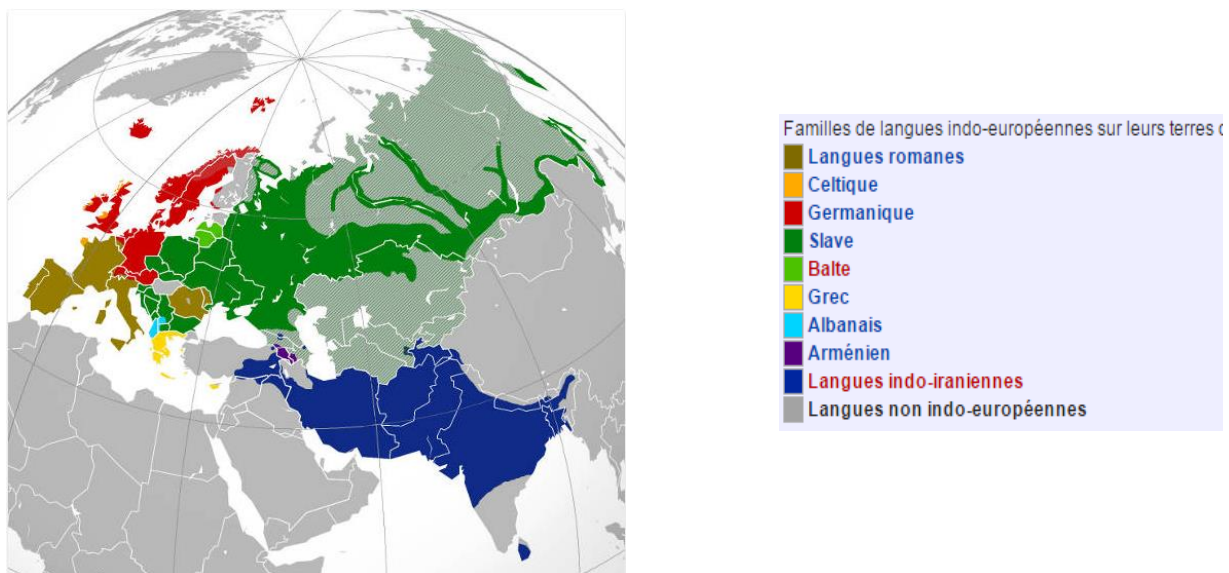 Familles de langues indo-européennes sur leurs terres
Langues romanes
Celtique
Germanique
Slave
Balte
Grec
Albanais
Arménien
Langues indo-iraniennes
Langues non indo-européennes